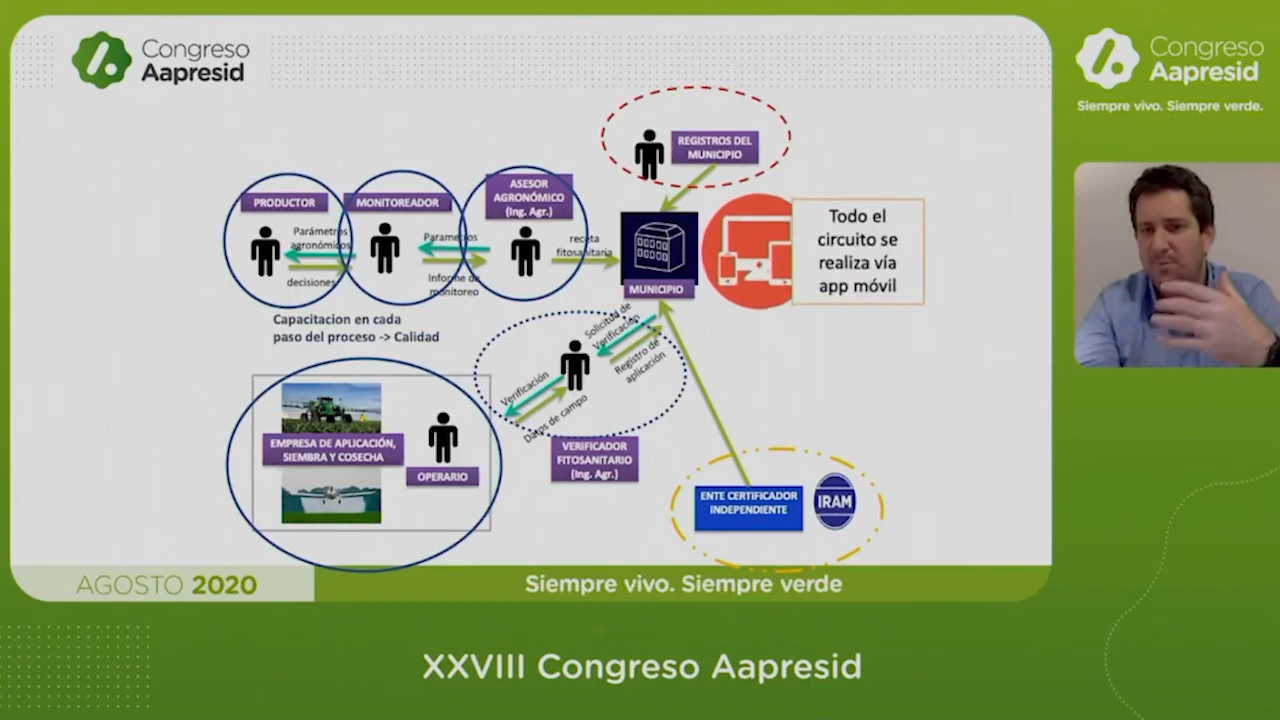 Congreso
Aapresid
Congreso
Aapresid
Siempre vivo. Siempre verde.
REGISTROS DEL
MUNICIPIO
PRODUCTOR
MONITOREADOR
ASESOR
AGRONÓMICO
(Ing. Agr.)
Parámetros
agronómicos
decisiones
Parametros
Informe de
monitoreo
receta
fitosanitaria
MUNICIPIO
Todo el
circuito se
realiza vía
app móvil
Capacitacion en cada
paso del proceso -> Calidad
Solicitud de
Verificación
Registro de
aplicación
Verificación
Datos de campo
EMPRESA DE APLICACIÓN,
SIEMBRA Y COSECHA
OPERARIO
VERIFICADOR
FITOSANITARIO
(ing. Agr.)
ENTE CERTIFICADOR
INDEPENDIENTE
IRAM
AGOSTO 2020
Siempre vivo. Siempre verde
XXVIII Congreso Aapresid